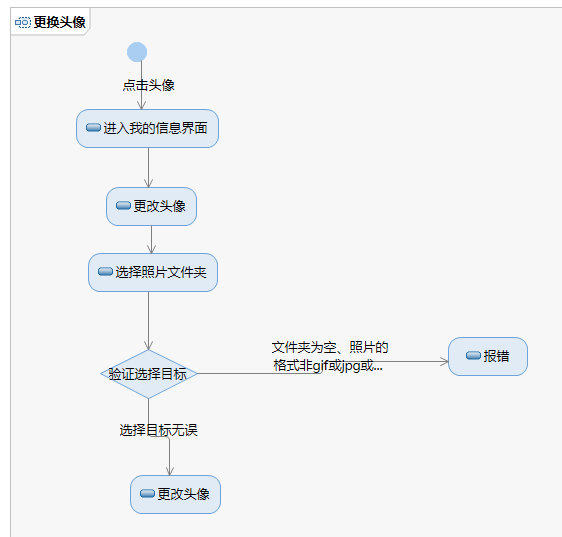 更换头像
点击头像
进入我的信息界面
更改头像
选择照片文件夹
验证选择目标
文件夹为空、照片的
格式非gif或jpg或...
报错
选择目标无误
更改头像